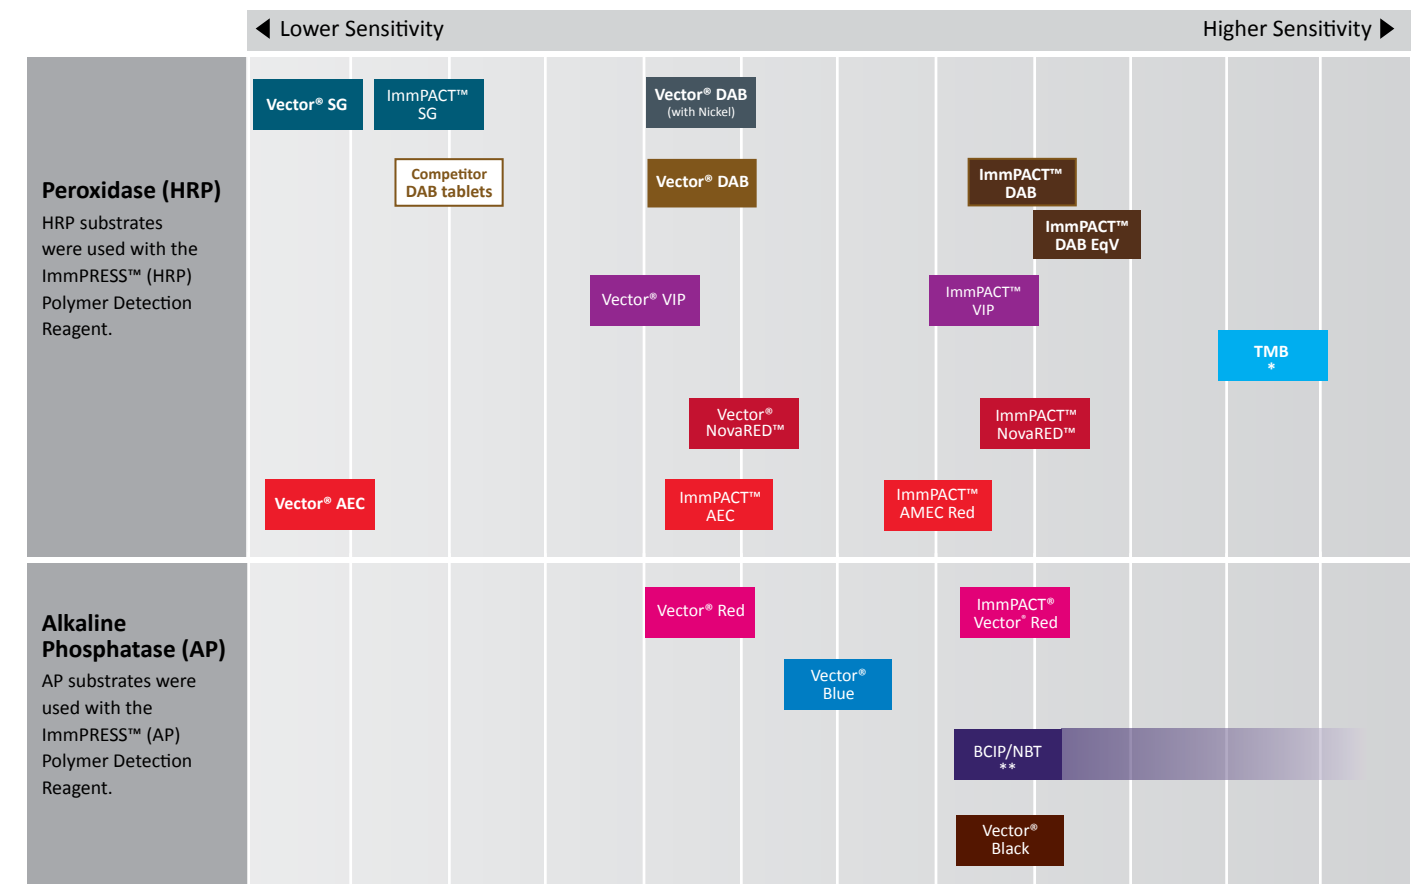 ◀ Lower Sensitivity
Higher Sensitivity ▶
Peroxidase (HRP)
HRP substrates
were used with the
ImmPRESS™ (HRP)
Polymer Detection
Reagent.
Vector® SG
ImmPACT™
SG
Vector® DAB
(with Nickel)
Competitor
DAB tablets
Vector® DAB
ImmPACT™
DAB
ImmPACT™
DAB EqV
Vector® VIP
ImmPACT™
VIP
TMB
*
Vector®
NovaRED™
ImmPACT™
NovaRED™
Vector® AEC
ImmPACT™
AEC
ImmPACT™
AMEC Red
Alkaline
Phosphatase (AP)
AP substrates were
used with the
ImmPRESS™ (AP)
Polymer Detection
Reagent.
Vector® Red
ImmPACT®
Vector® Red
Vector®
Blue
BCIP/NBT
**
Vector®
Black